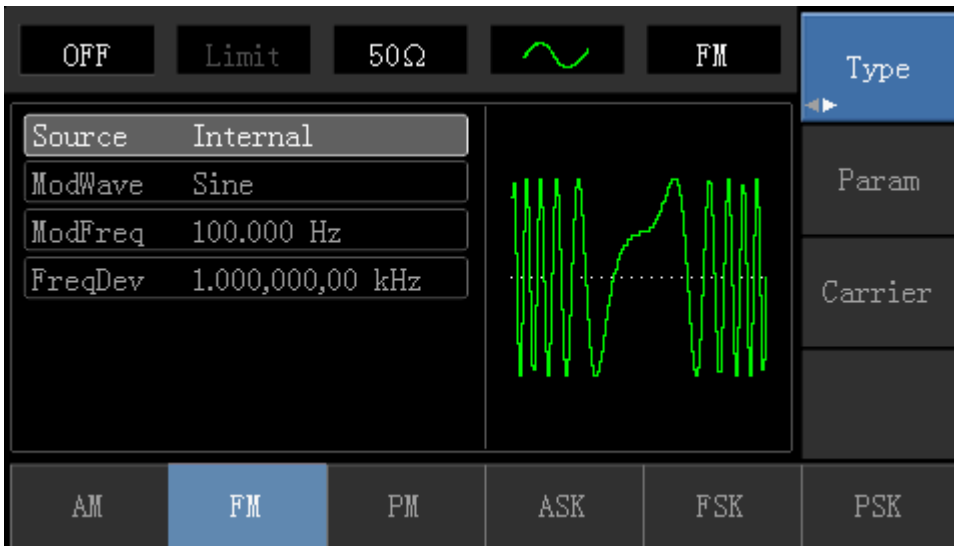 OFF Limit 50Ω FM
Type
Source Internal
ModWave Sine
ModFreq 100.000 Hz
FreqDev 1.000,000,00 kHz
Param
Carrier
AM FM PM ASK FSK PSK